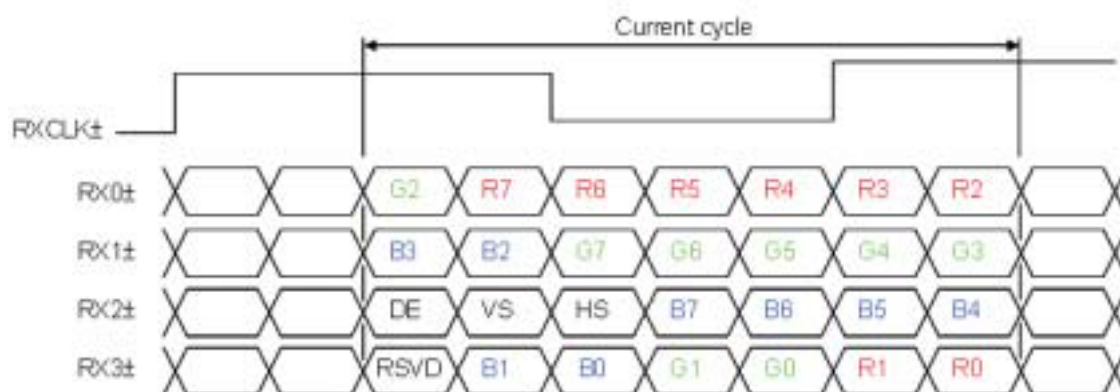 Current cycle
RXCLK±
RX0± G2 R7 R6 R5 R4 R3 R2
RX1± B3 B2 G7 G6 G5 G4 G3
RX2± DE VS HS B7 B6 B5 B4
RX3± RSVD B1 B0 G1 G0 R1 R0